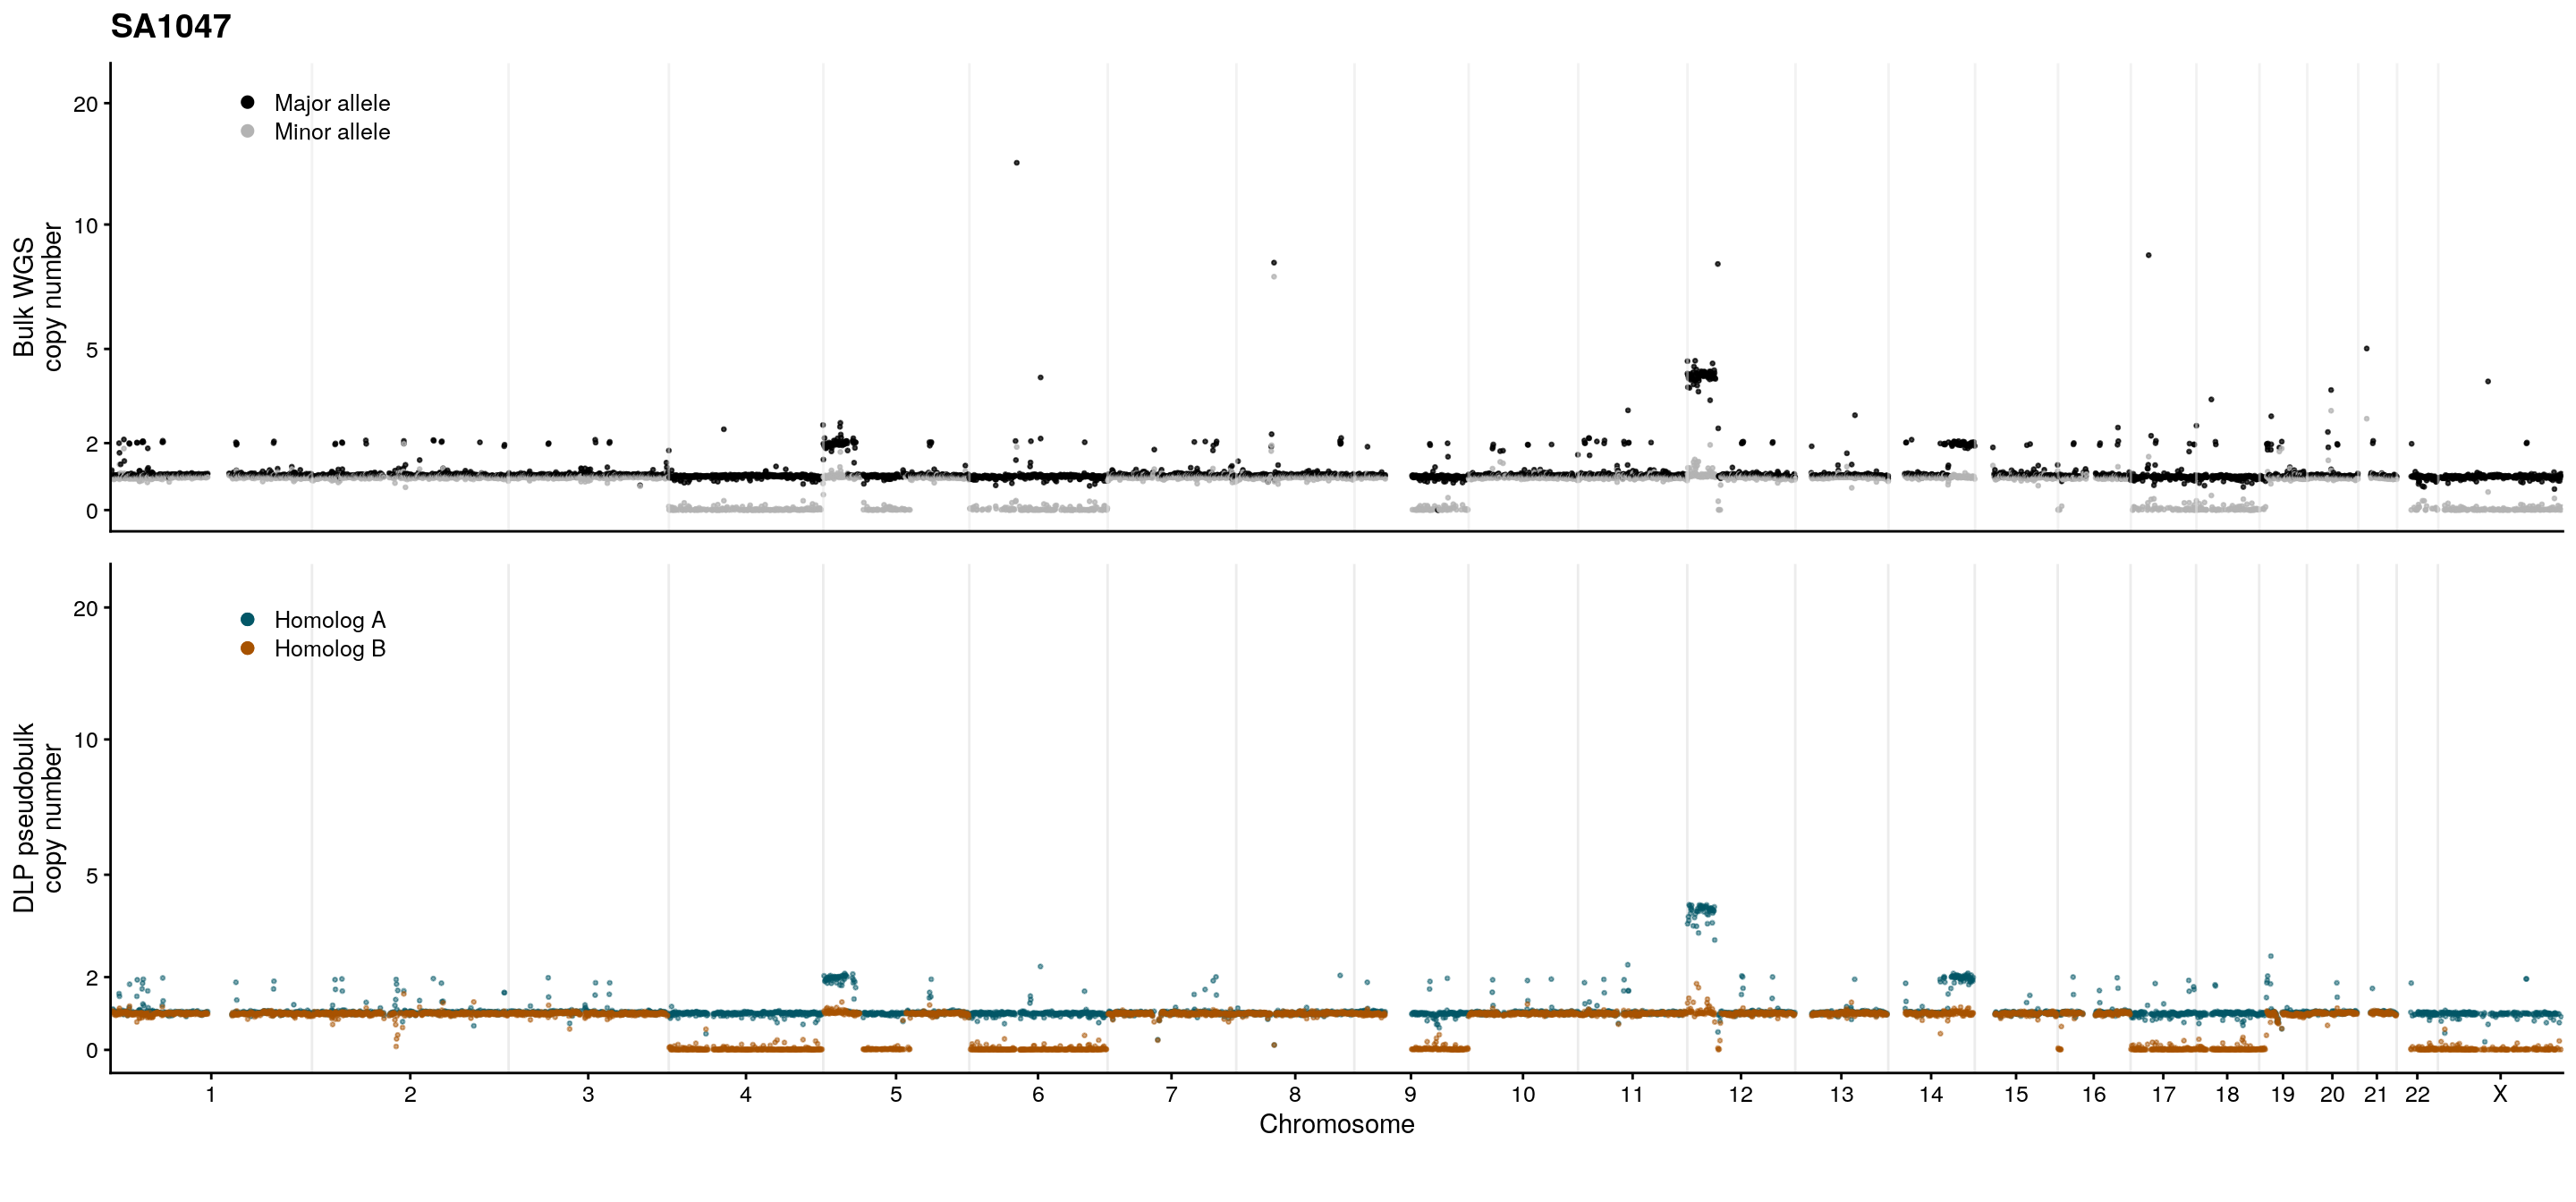 SA1047
Bulk WGS
copy number
20
10
5
2
0
Major allele
Minor allele
DLP pseudobulk
copy number
20
10
5
2
0
Homolog A
Homolog B
1 2 3 4 5 6 7 8 9 10 11 12 13 14 15 16 17 18 19 20 21 22 X
Chromosome